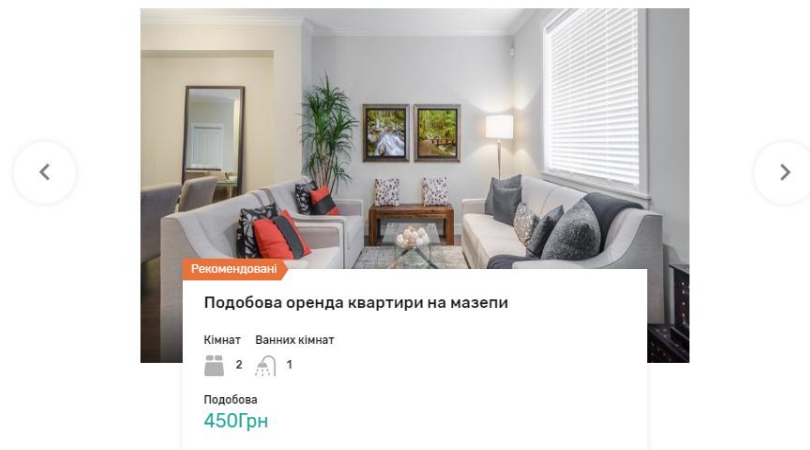 Рекомендовані
Подобова оренда квартири на мазепи
Кімнат Ванних кімнат
2 1
Подобова
450Грн